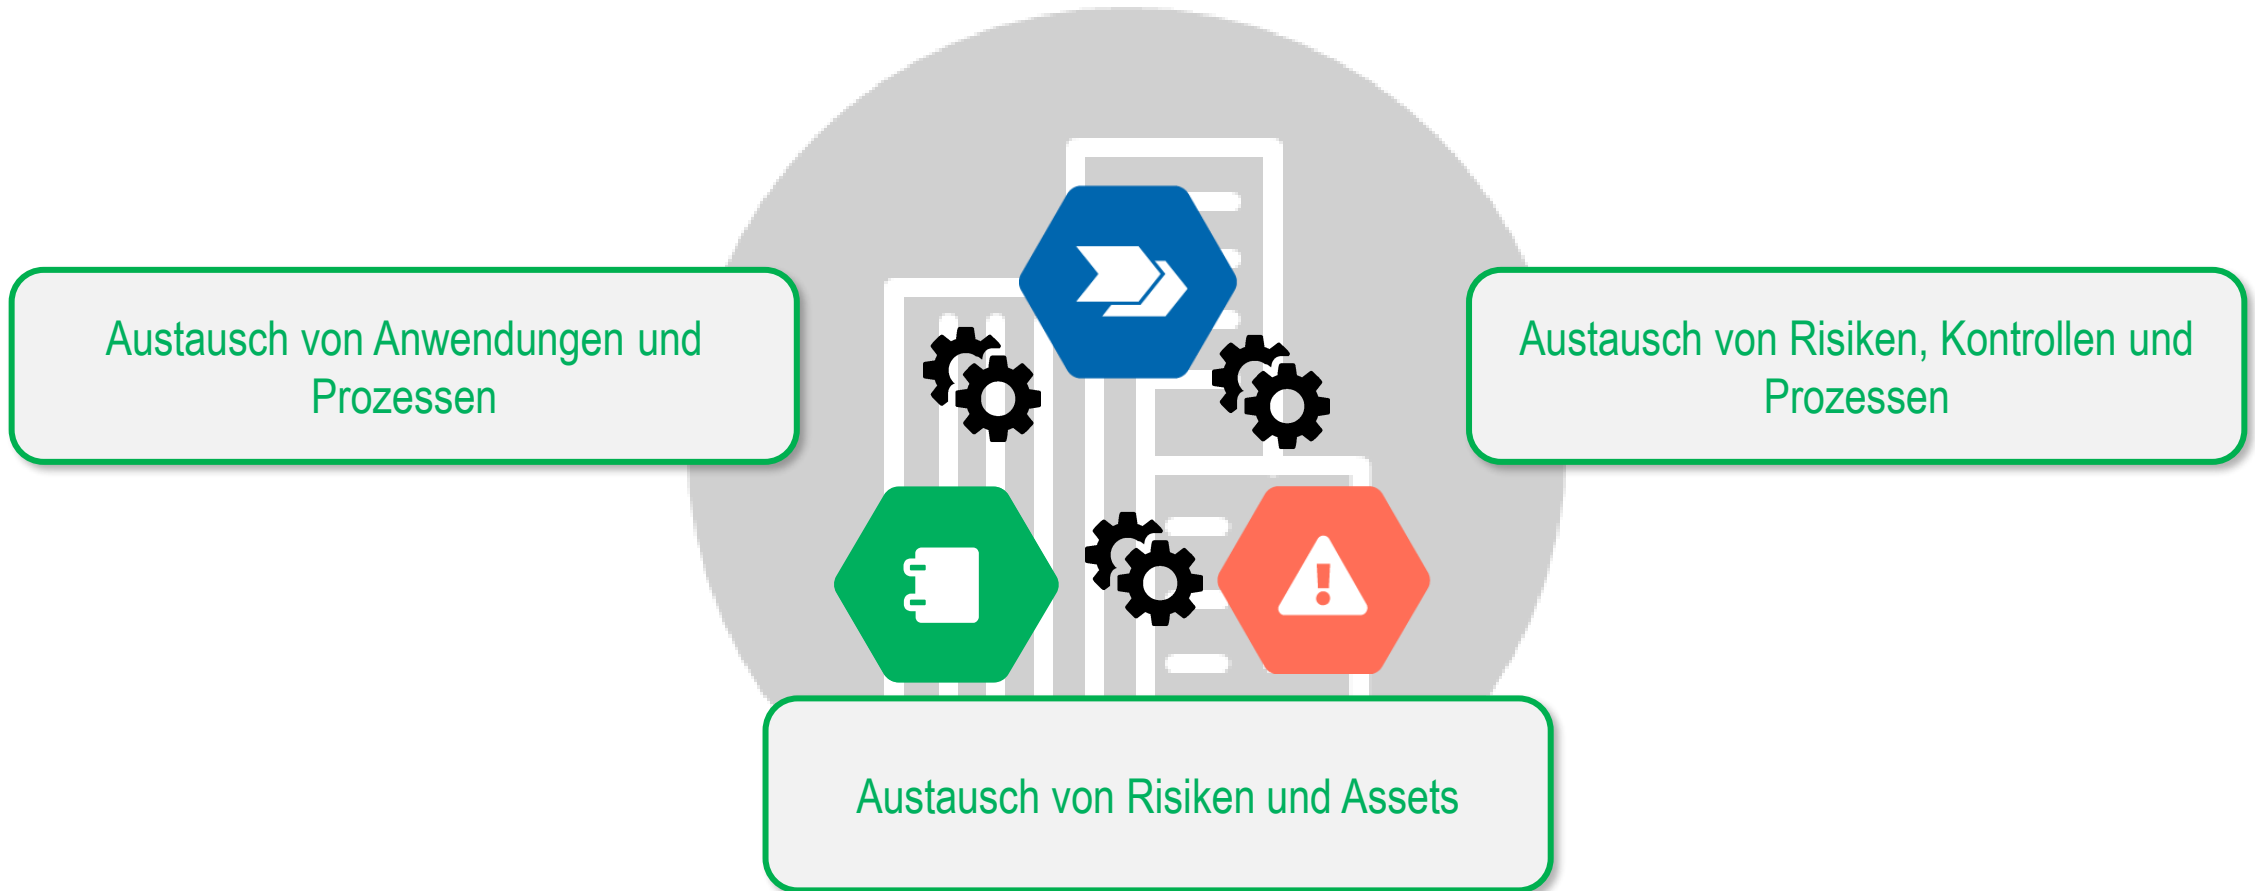 Austausch von Anwendungen und
Prozessen
Austausch von Risiken, Kontrollen und
Prozessen
Austausch von Risiken und Assets